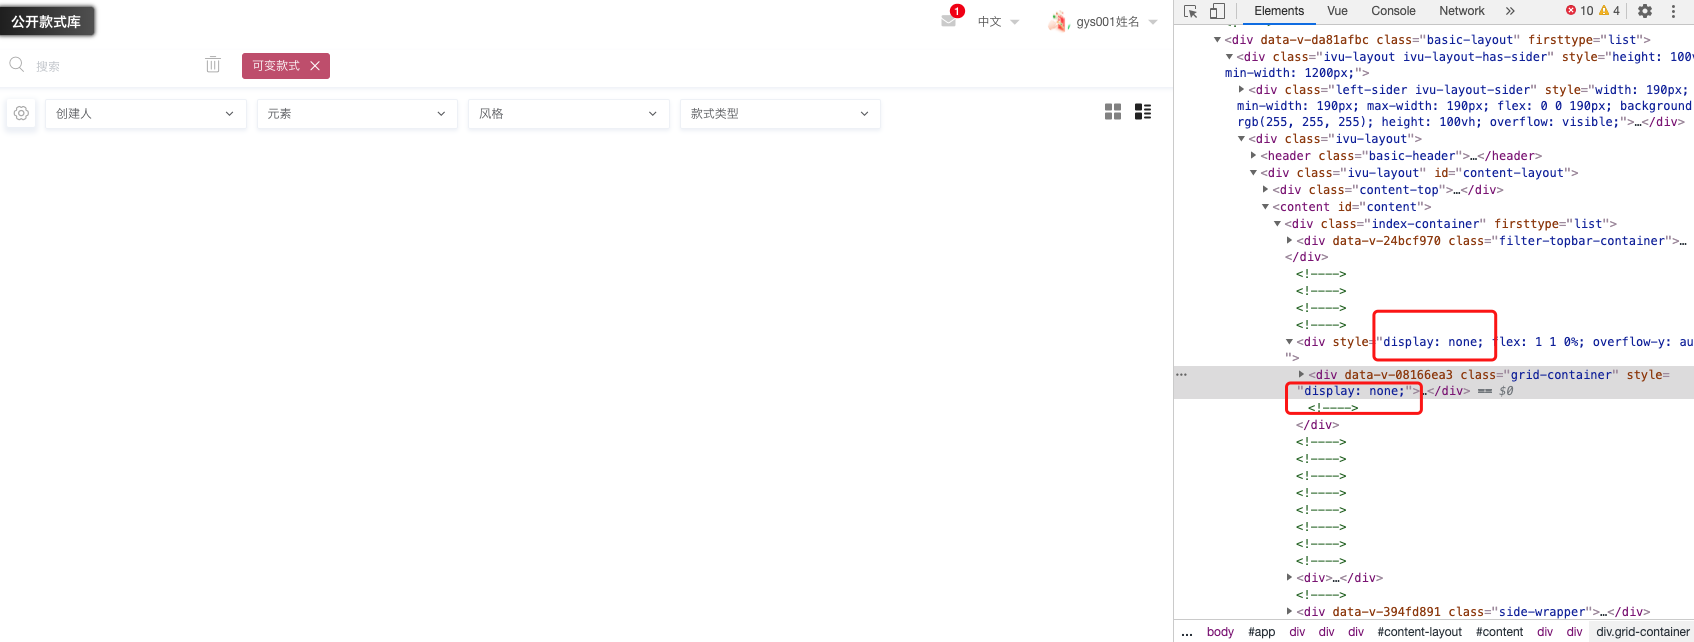 公开款式库
1
中文
gys001姓名
搜索
可变款式
创建人
元素
风格
款式类型
Elements
Vue
Console
Network
»
10
4
<div data-v-da81afbc class="basic-layout" firsttype="list">
<div class="ivu-layout ivu-layout-has-sider" style="height: 100v
min-width: 1200px;">
<div class="left-sider ivu-layout-sider" style="width: 190px;
min-width: 190px; max-width: 190px; flex: 0 0 190px; background
rgb(255, 255, 255); height: 100vh; overflow: visible;">…</div>
<div class="ivu-layout">
<header class="basic-header">…</header>
<div class="ivu-layout" id="content-layout">
<div class="content-top">…</div>
<content id="content">
<div class="index-container" firsttype="list">
<div data-v-24bcf970 class="filter-topbar-container">…
</div>
<!---->
<!---->
<!---->
<!---->
<div style="display: none; flex: 1 1 0%; overflow-y: au
">
<div data-v-08166ea3 class="grid-container" style=
"display: none;">…</div> == $0
<!---->
</div>
<!---->
<!---->
<!---->
<!---->
<!---->
<!---->
<!---->
<!---->
<div>…</div>
<!---->
<div data-v-394fd891 class="side-wrapper">…</div>
… body #app div div div #content-layout #content div div div.grid-container